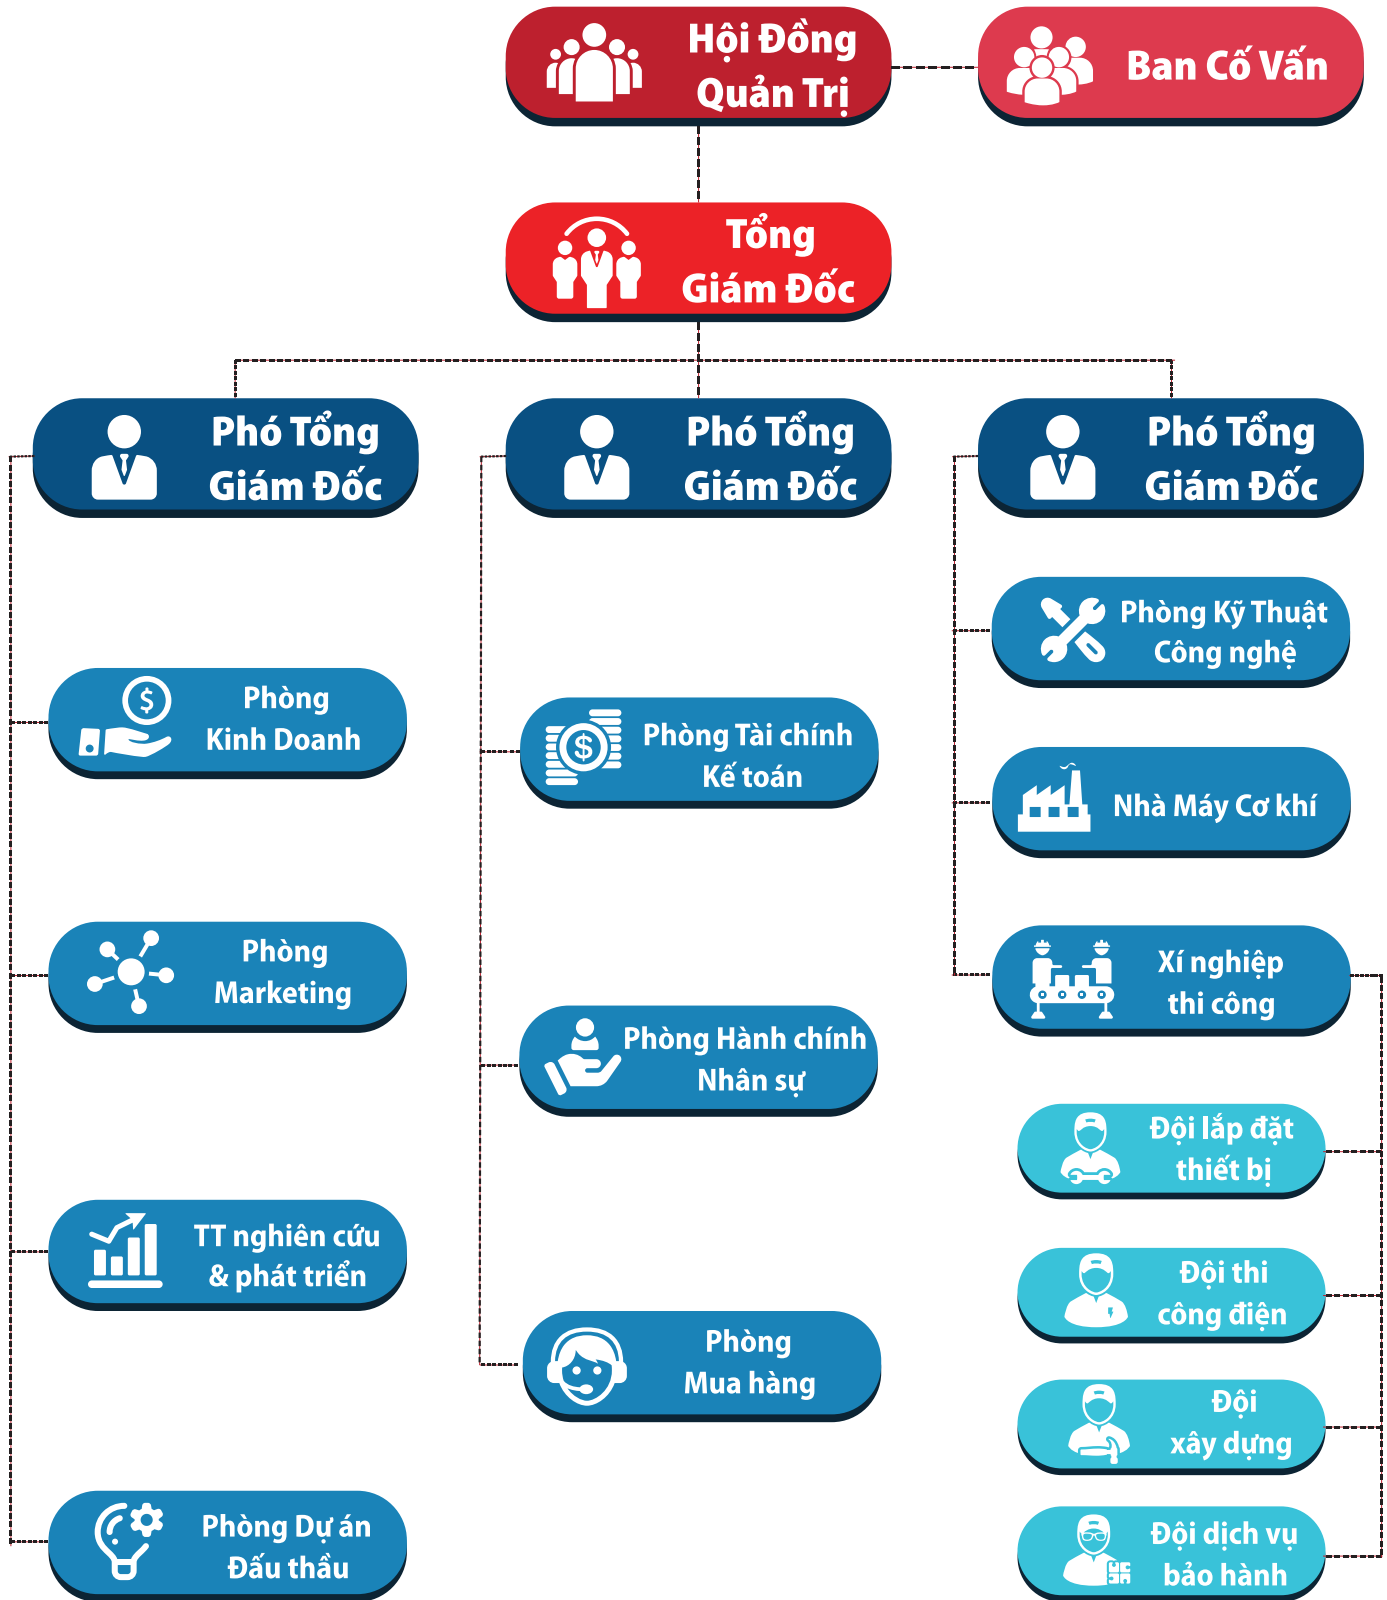 Hội Đồng
Quản Trị
Ban Cố Vấn
Tổng
Giám Đốc
Phó Tổng
Giám Đốc
Phó Tổng
Giám Đốc
Phó Tổng
Giám Đốc
Phòng
Kinh Doanh
Phòng
Marketing
TT nghiên cứu
& phát triển
Phòng Dự án
Đấu thầu
Phòng Tài chính
Kế toán
Phòng Hành chính
Nhân sự
Phòng
Mua hàng
Phòng Kỹ Thuật
Công nghệ
Nhà Máy Cơ khí
Xí nghiệp
thi công
Đội lắp đặt
thiết bị
Đội thi
công điện
Đội
xây dựng
Đội dịch vụ
bảo hành